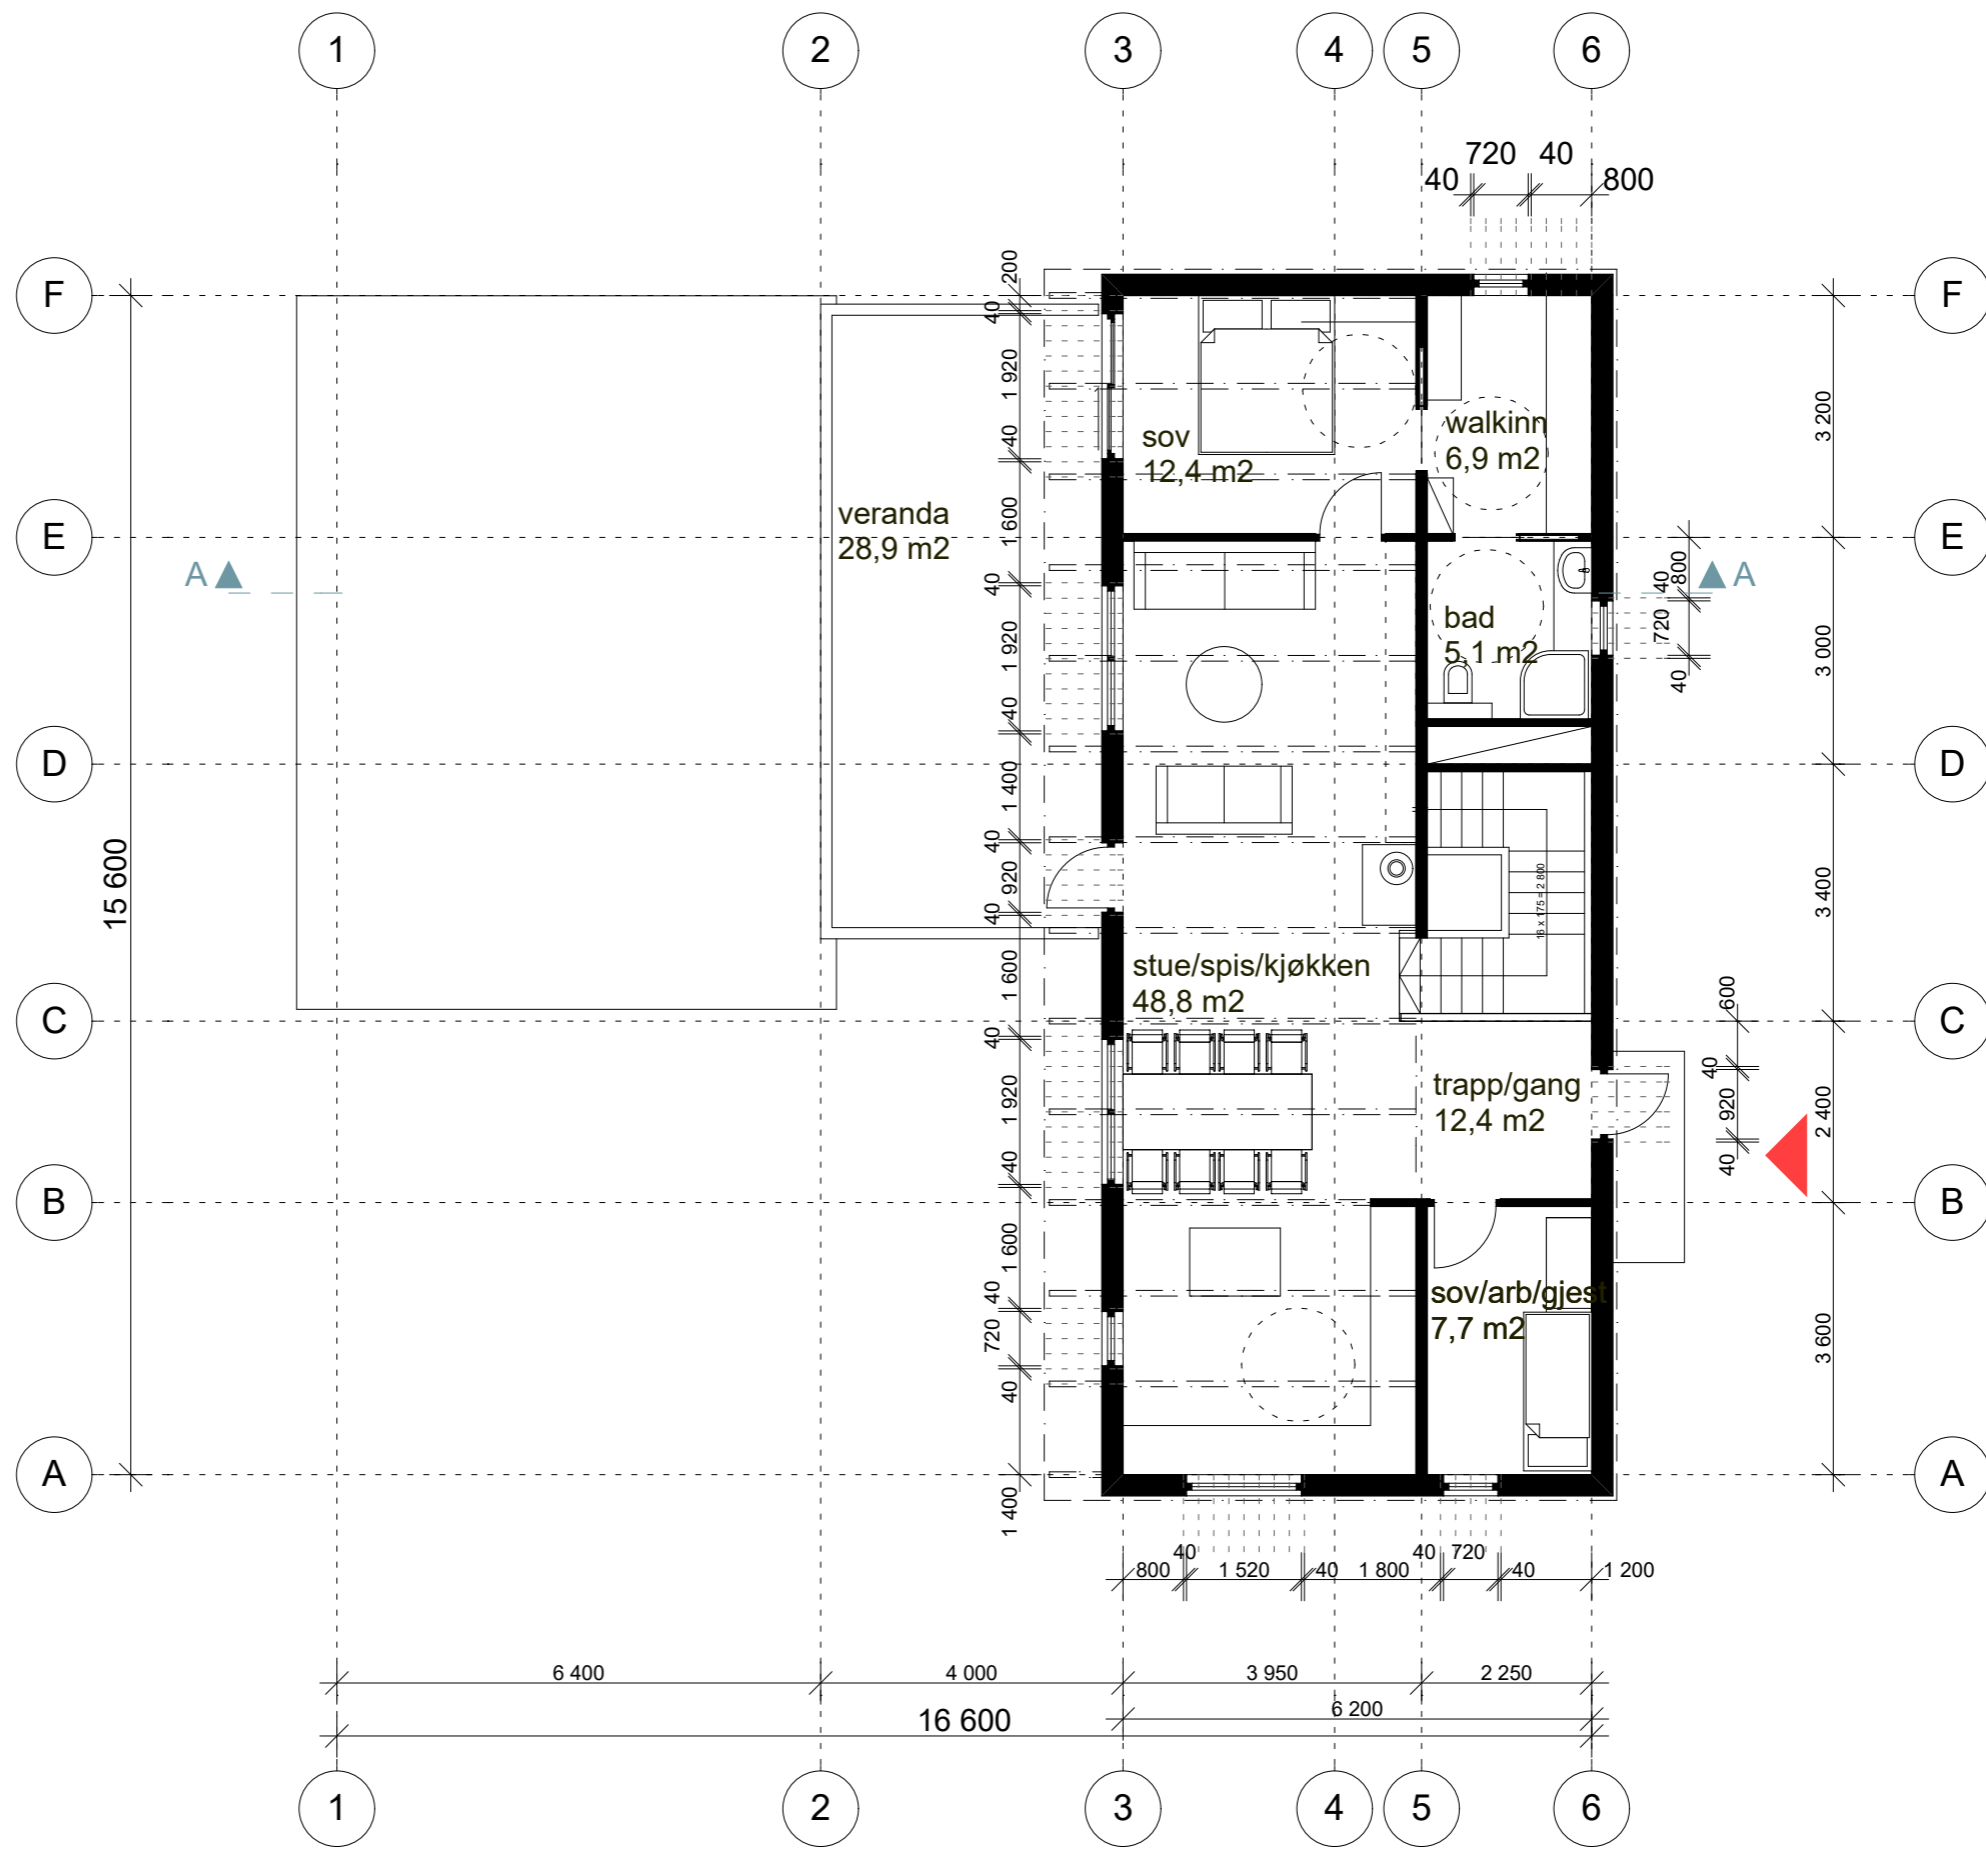 1 2 3 4 5 6
720 40
40 800
F F
200
40
1 920
40
3 200
sov
12,4 m2
walkinn
6,9 m2
veranda
28,9 m2
1 600
E E
A A
40
800
40
720
40
bad
5,1 m2
1 920
40
3 000
D D
1 400
40
920
40
15 600
16 x 175 = 2 800
3 400
1 600
stue/spis/kjøkken
48,8 m2
C C
600
40
920
40
40
1 920
40
trapp/gang
12,4 m2
2 400
B B
1 600
40
720
40
sov/arb/gjest
7,7 m2
3 600
A A
1 400
40 40 720
800 1 520 40 1 800 40 1 200
6 400 4 000 3 950 2 250
6 200
16 600
1 2 3 4 5 6